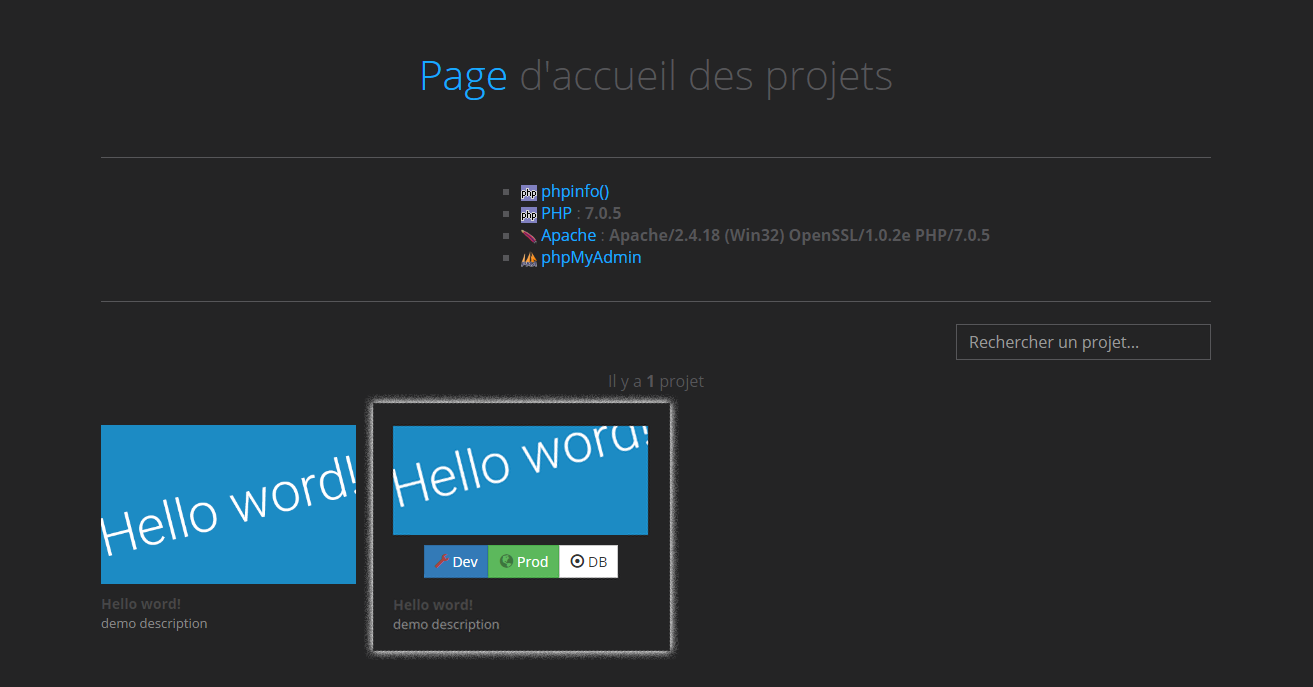 Page d'accueil des projets
php phpinfo()
php PHP : 7.0.5
Apache : Apache/2.4.18 (Win32) OpenSSL/1.0.2e PHP/7.0.5
phpMyAdmin
Rechercher un projet...
Il y a 1 projet
Hello word!
Hello word!
demo description
Hello word!
Dev Prod DB
Hello word!
demo description